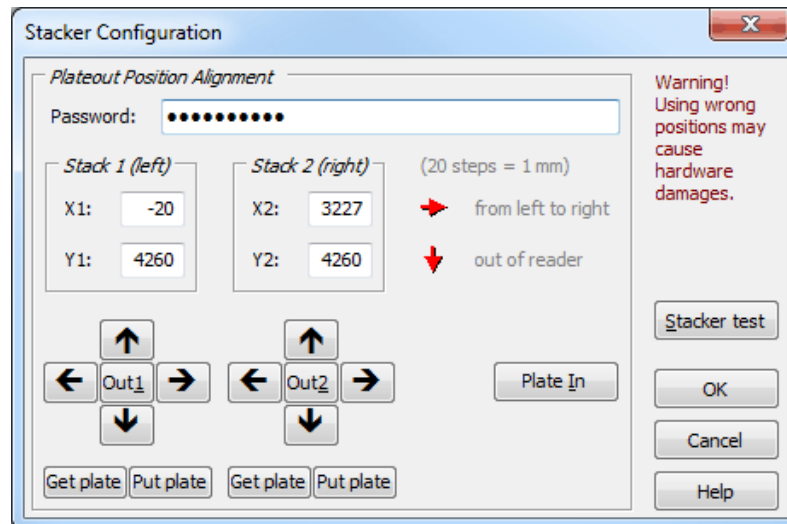 Stacker Configuration
Plateout Position Alignment
Password: ●●●●●●●●●●
Stack 1 (left)
X1: -20
Y1: 4260
Stack 2 (right)
X2: 3227
Y2: 4260
(20 steps = 1 mm)
from left to right
out of reader
Out1
Out2
Get plate Put plate
Get plate Put plate
Plate In
Warning!
Using wrong
positions may
cause
hardware
damages.
Stacker test
OK
Cancel
Help